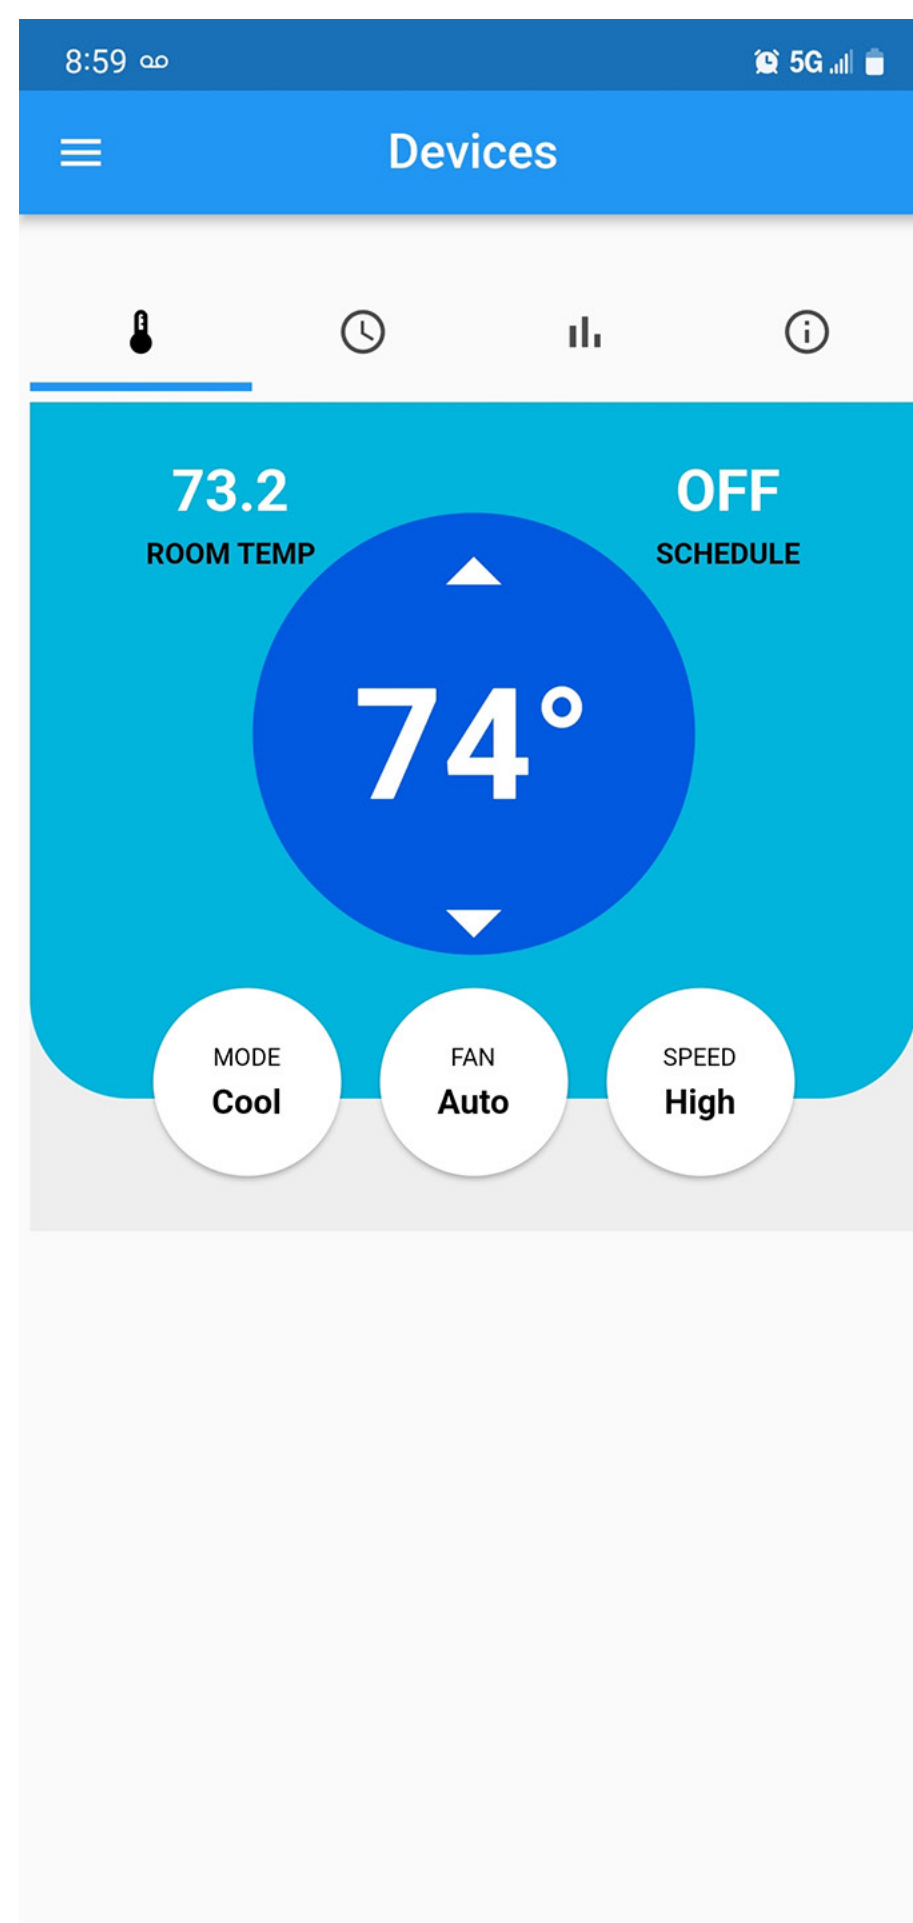 8:59 5G
Devices
73.2 OFF
ROOM TEMP SCHEDULE
74°
MODE FAN SPEED
Cool Auto High